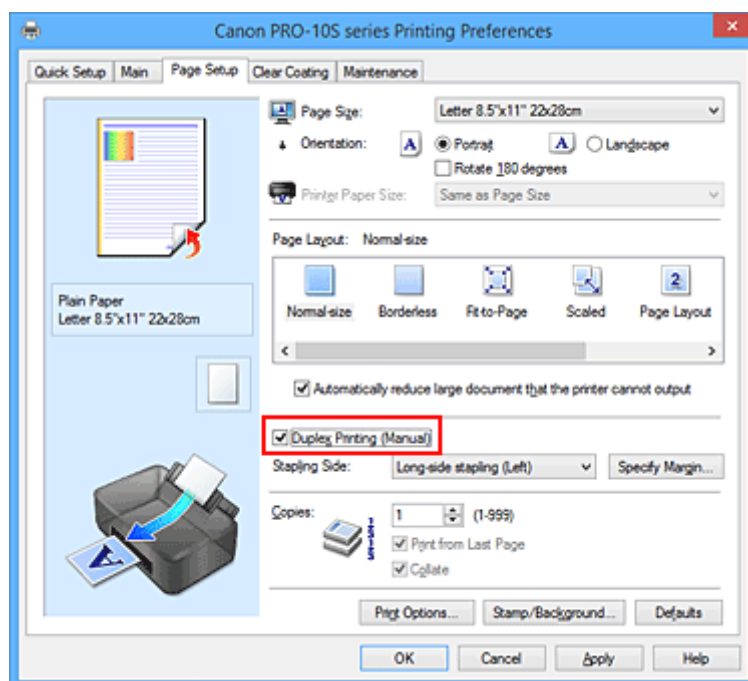 Canon PRO-10S series Printing Preferences
Quick Setup Main Page Setup Clear Coating Maintenance
Page Size: Letter 8.5"x11" 22x28cm
Orientation: A Portrait A Landscape
Rotate 180 degrees
Printer Paper Size: Same as Page Size
Page Layout: Normal-size
2
Normal-size Borderless Fit-to-Page Scaled Page Layout
Plain Paper
Letter 8.5"x11" 22x28cm
Automatically reduce large document that the printer cannot output
Duplex Printing (Manual)
Stapling Side: Long-side stapling (Left) Specify Margin...
Copies: 1 (1-999)
Print from Last Page
Collate
A
Print Options... Stamp/Background... Defaults
OK Cancel Apply Help